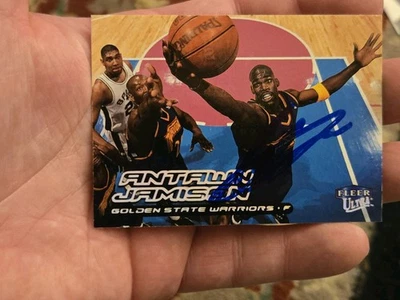 SPALDING
ANTAWN
JAMISON
GOLDEN STATE WARRIORS • F
FLEER
ULTRA